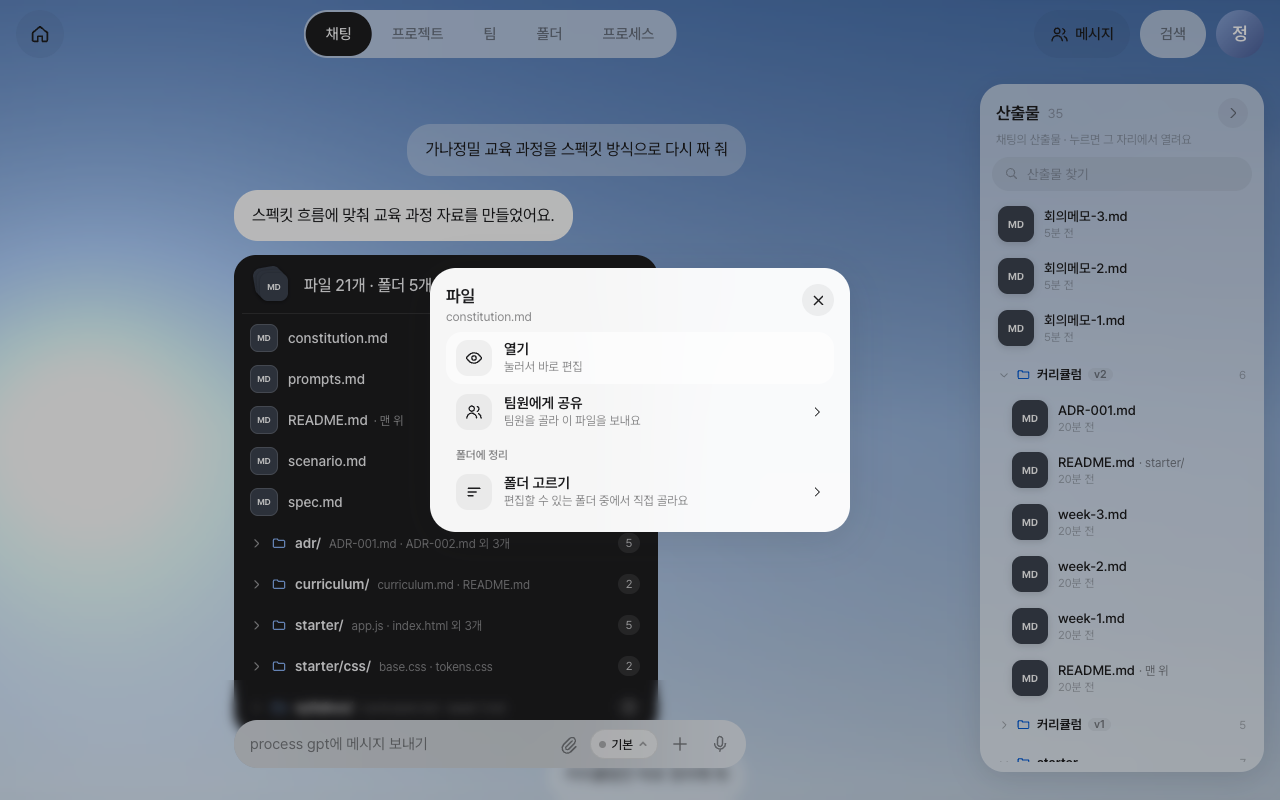 채팅
프로젝트
팀
폴더
프로세스
메시지
검색
정
가나정밀 교육 과정을 스펙킷 방식으로 다시 짜 줘
스펙킷 흐름에 맞춰 교육 과정 자료를 만들었어요.
MD 파일 21개 · 폴더 5개
MD constitution.md
MD prompts.md
MD README.md · 맨 위
MD scenario.md
MD spec.md
adr/ ADR-001.md · ADR-002.md 외 3개 5
curriculum/ curriculum.md · README.md 2
starter/ app.js · index.html 외 3개 5
starter/css/ base.css · tokens.css 2
process gpt에 메시지 보내기
기본
파일
constitution.md
열기
눌러서 바로 편집
팀원에게 공유
팀원을 골라 이 파일을 보내요
폴더에 정리
폴더 고르기
편집할 수 있는 폴더 중에서 직접 골라요
산출물 35
채팅의 산출물 · 누르면 그 자리에서 열려요
산출물 찾기
MD 회의메모-3.md
5분 전
MD 회의메모-2.md
5분 전
MD 회의메모-1.md
5분 전
커리큘럼 v2 6
MD ADR-001.md
20분 전
MD README.md · starter/
20분 전
MD week-3.md
20분 전
MD week-2.md
20분 전
MD week-1.md
20분 전
MD README.md · 맨 위
20분 전
커리큘럼 v1 5
starter